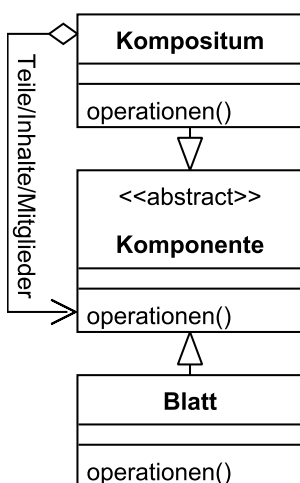 Kompositum
operationen()
Teile/Inhalte/Mitglieder
<<abstract>>
Komponente
operationen()
Blatt
operationen()